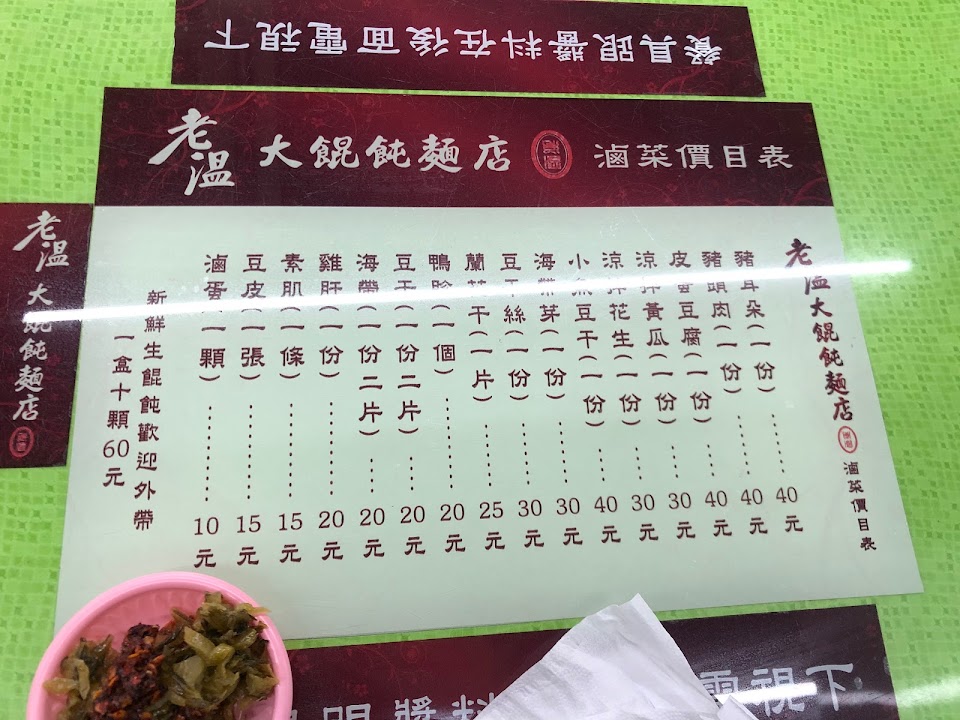 餐具跟醬料在後面電視下
老溫 大餛飩麵店 滷菜價目表
老溫大餛飩麵店 滷菜價目表
豬耳朵(一份)………40元
豬頭肉(一份)………40元
皮蛋豆腐(一份)………40元
涼拌黃瓜(一份)………30元
涼拌花生(一份)………30元
小魚豆干(一份)………40元
海帶芽(一份)………30元
豆干絲(一份)………30元
蘭花干(一片)………25元
鴨胗(一個)………20元
豆干(一份二片)………20元
海帶(一份二片)………20元
雞肝(一份)………20元
素肌(一條)………15元
豆皮(一張)………15元
滷蛋(一顆)………10元
新鮮生餛飩歡迎外帶
一盒十顆60元
老溫大餛飩麵店
跟醬料
電視下